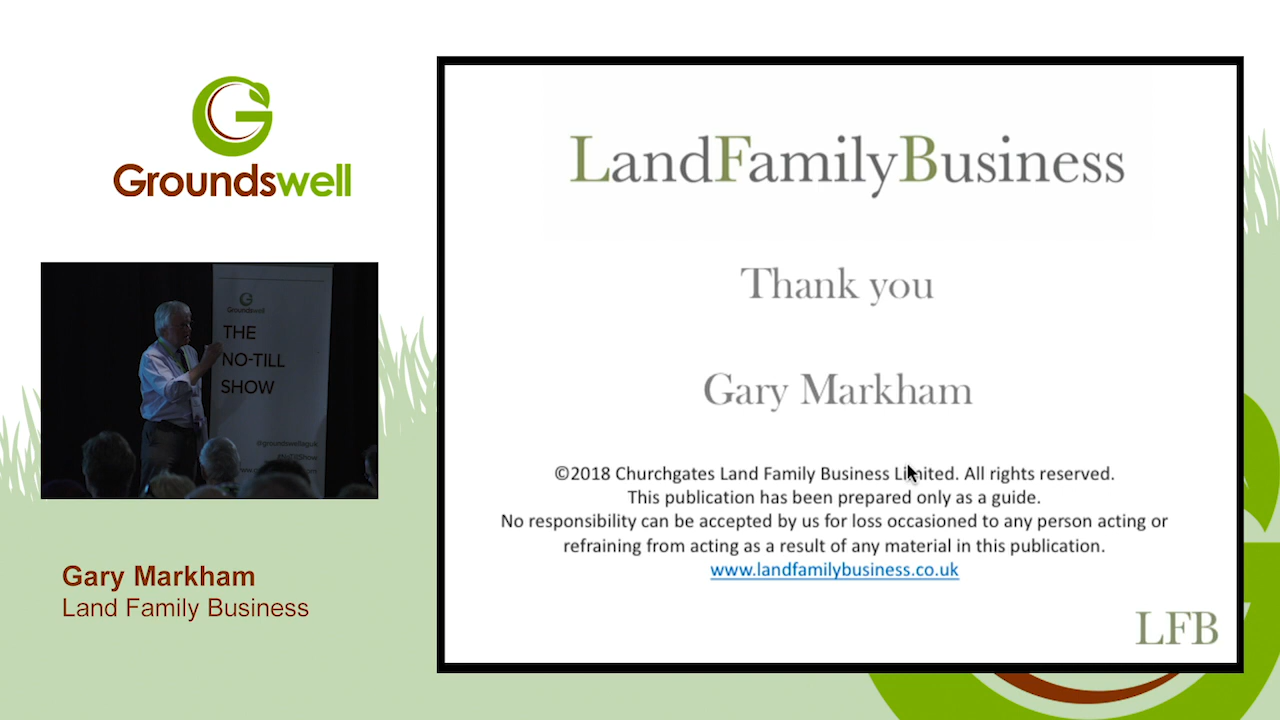 Groundswell
Groundswell
THE
NO-TILL
SHOW
@groundswellaguk
Gary Markham
Land Family Business
LandFamilyBusiness
Thank you
Gary Markham
©2018 Churchgates Land Family Business Limited. All rights reserved.
This publication has been prepared only as a guide.
No responsibility can be accepted by us for loss occasioned to any person acting or
refraining from acting as a result of any material in this publication.
www.landfamilybusiness.co.uk
LFB